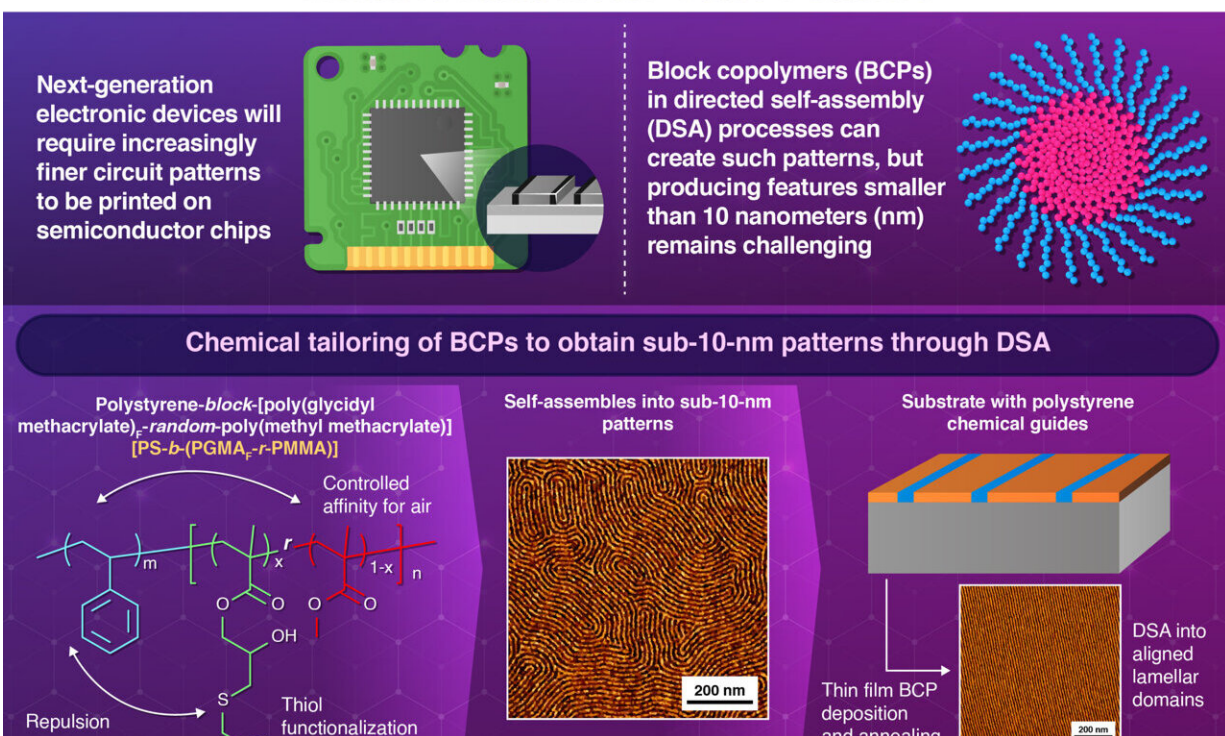 Next-generation
electronic devices will
require increasingly
finer circuit patterns
to be printed on
semiconductor chips
Block copolymers (BCPs)
in directed self-assembly
(DSA) processes can
create such patterns, but
producing features smaller
than 10 nanometers (nm)
remains challenging
Chemical tailoring of BCPs to obtain sub-10-nm patterns through DSA
Polystyrene-block-[poly(glycidyl
methacrylate)F-random-poly(methyl methacrylate)]
[PS-b-(PGMAF-r-PMMA)]
Controlled
affinity for air
m
x
r
1-x
n
O
O
O
O
OH
S
Repulsion
Thiol
functionalization
Self-assembles into sub-10-nm
patterns
200 nm
Substrate with polystyrene
chemical guides
Thin film BCP
deposition
and annealing
200 nm
DSA into
aligned
lamellar
domains